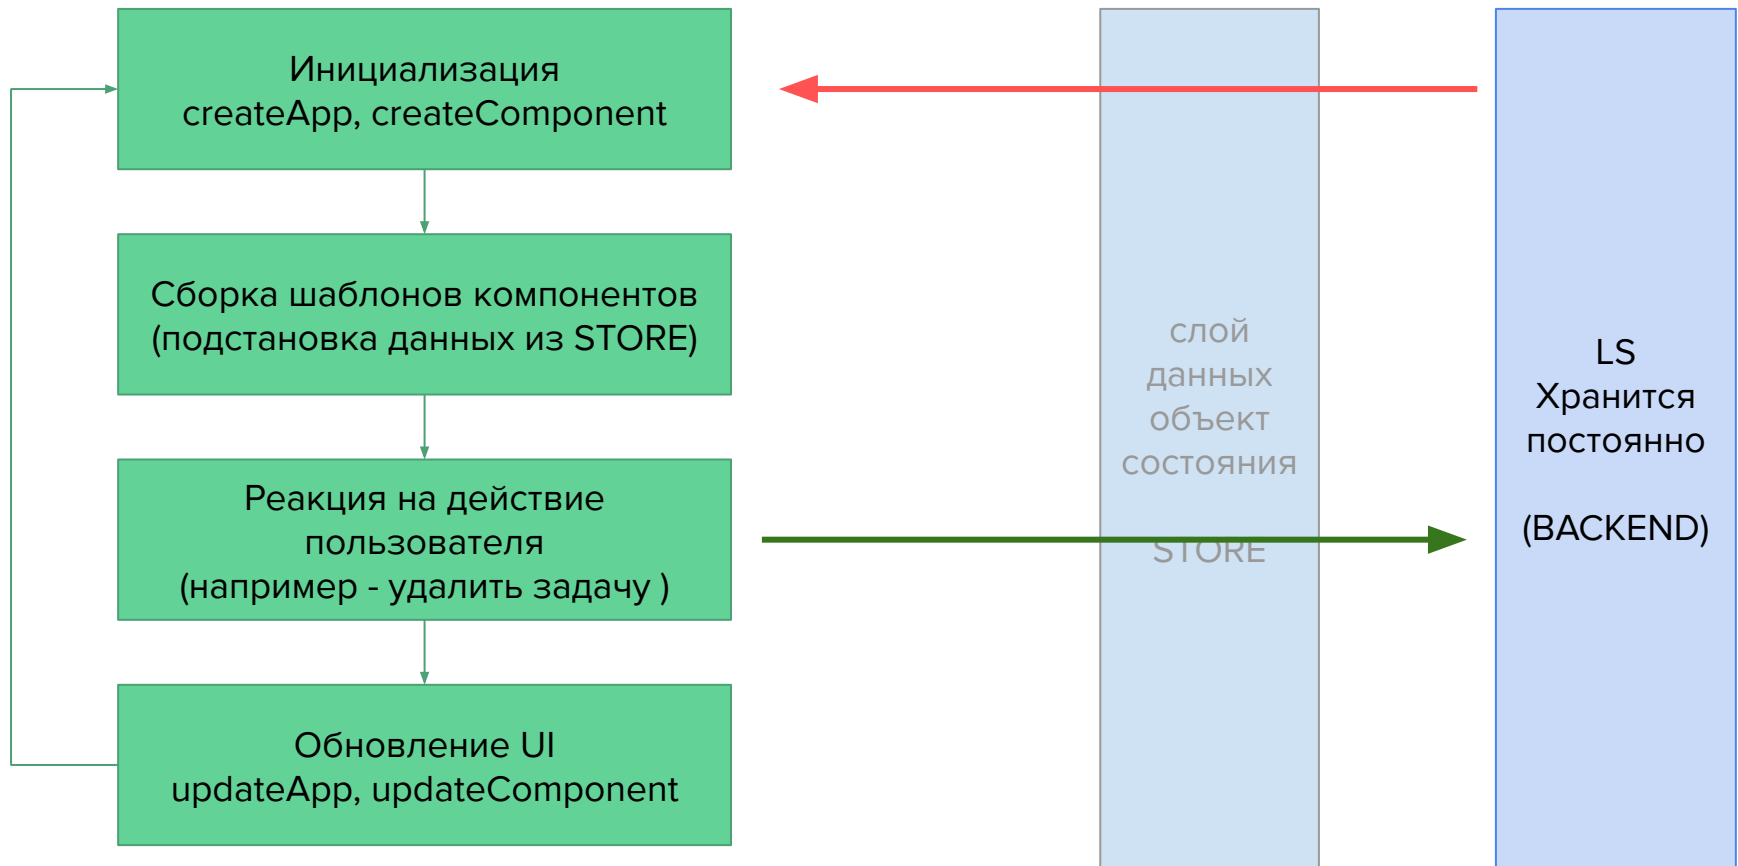 Инициализация
createApp, createComponent
Сборка шаблонов компонентов
(подстановка данных из STORE)
Реакция на действие
пользователя
(например - удалить задачу )
Обновление UI
updateApp, updateComponent
слой
данных
объект
состояния
STORE
LS
Хранится
постоянно
(BACKEND)